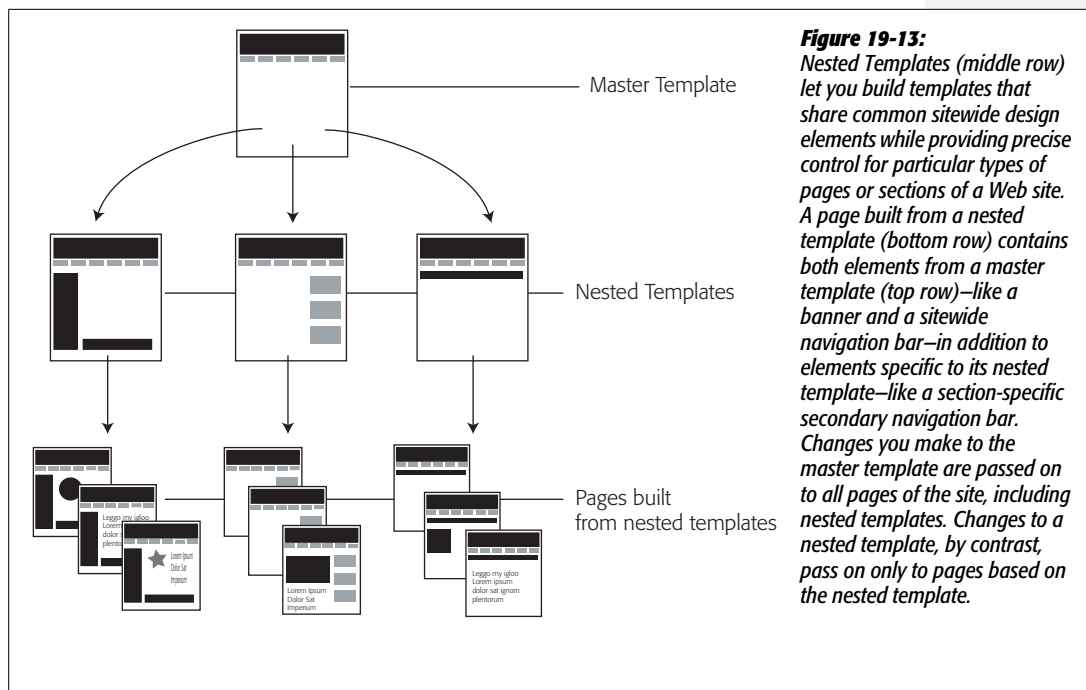 Master Template
Nested Templates
Pages built
from nested templates
Leggo my igloo
Lorem
dolor s
plento
Lorem Ipsum
Dolor Sat
Imperium
Lorem Ipsum
Dolor Sat
Imperium
Leggo my igloo
Lorem ipsum
dolor sat ignom
plentorum
Figure 19-13:
Nested Templates (middle row)
let you build templates that
share common sitewide design
elements while providing precise
control for particular types of
pages or sections of a Web site.
A page built from a nested
template (bottom row) contains
both elements from a master
template (top row)—like a
banner and a sitewide
navigation bar—in addition to
elements specific to its nested
template—like a section-specific
secondary navigation bar.
Changes you make to the
master template are passed on
to all pages of the site, including
nested templates. Changes to a
nested template, by contrast,
pass on only to pages based on
the nested template.